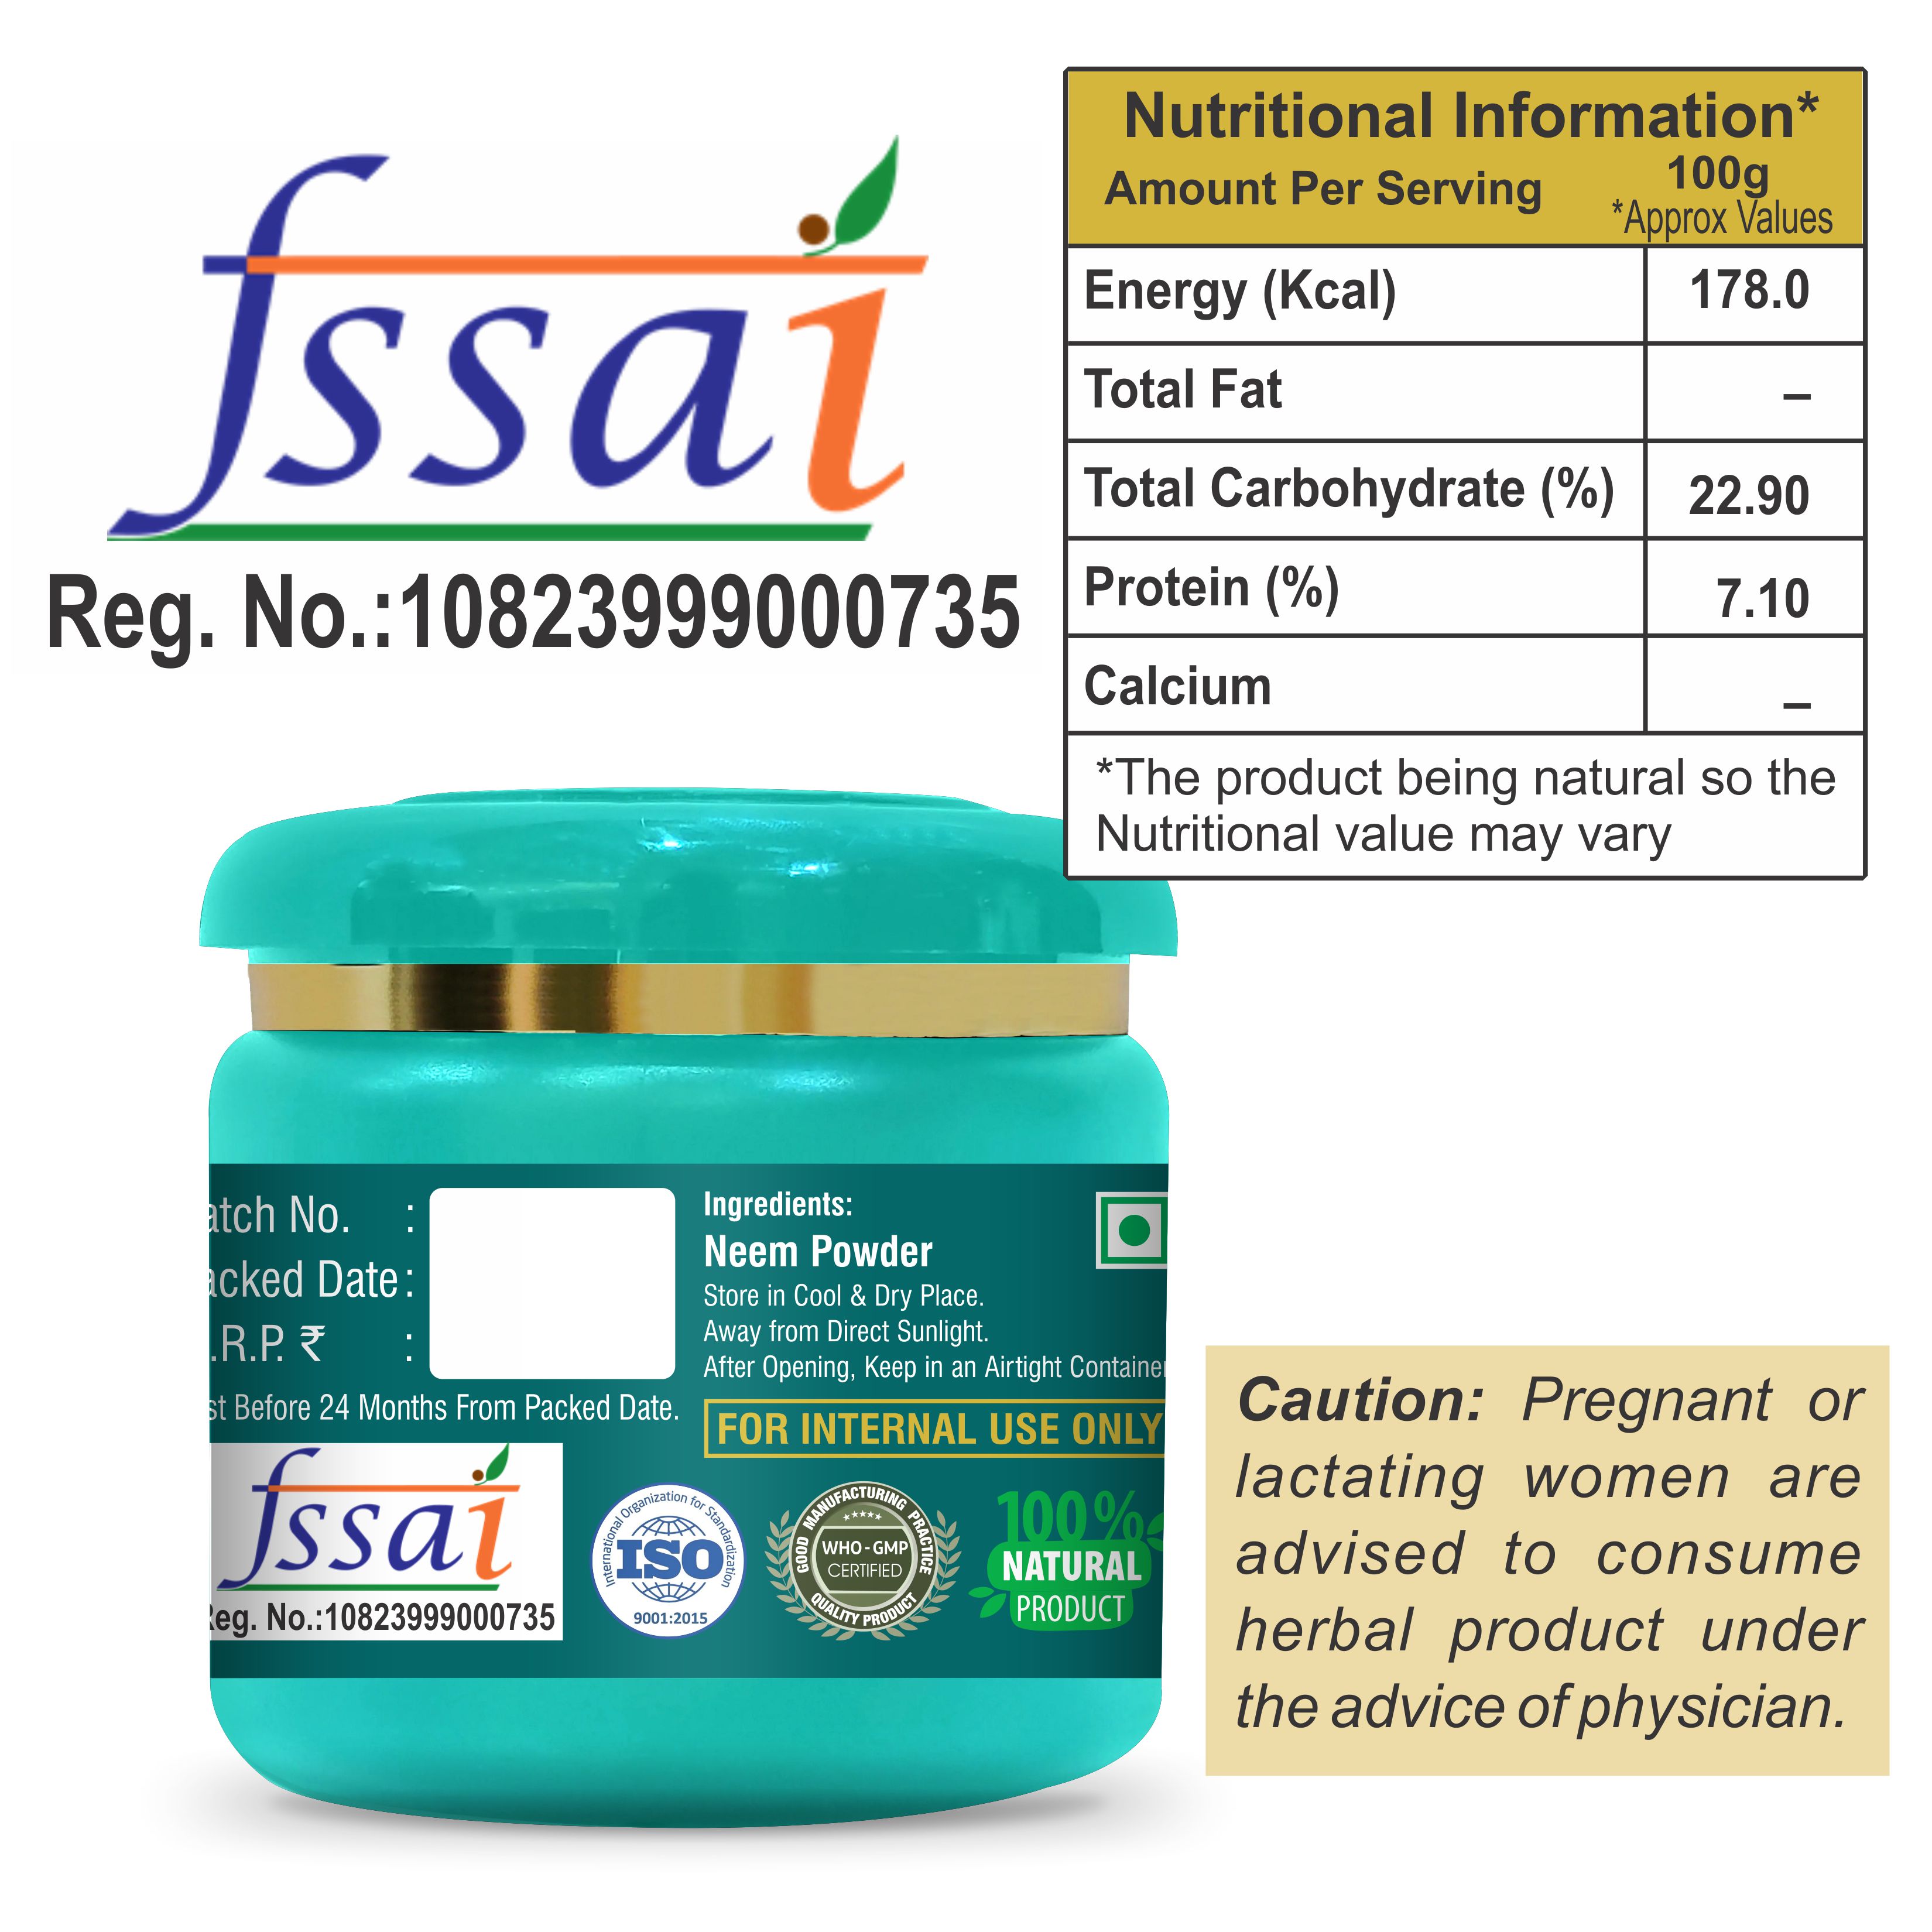 fssai
Reg. No.:10823999000735
Nutritional Information*
Amount Per Serving 100g
*Approx Values
Energy (Kcal) 178.0
Total Fat –
Total Carbohydrate (%) 22.90
Protein (%) 7.10
Calcium –
*The product being natural so the
Nutritional value may vary
atch No. :
acked Date:
.R.P. ₹ :
st Before 24 Months From Packed Date.
fssai
Reg. No.:10823999000735
Ingredients:
Neem Powder
Store in Cool & Dry Place.
Away from Direct Sunlight.
After Opening, Keep in an Airtight Container
FOR INTERNAL USE ONLY
International Organization for Standardization
ISO
9001:2015
GOOD MANUFACTURING PRACTICE
WHO-GMP
CERTIFIED
QUALITY PRODUCT
100%
NATURAL
PRODUCT
Caution: Pregnant or
lactating women are
advised to consume
herbal product under
the advice of physician.